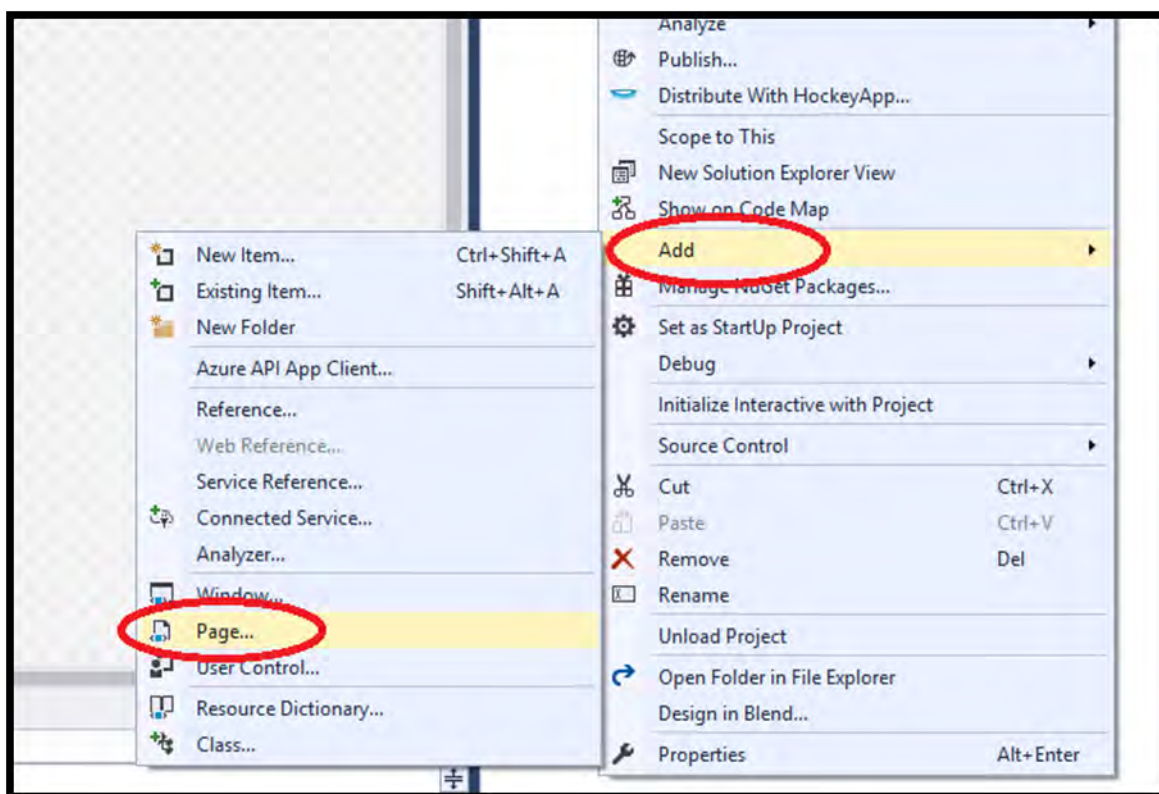 Analyze
Publish...
Distribute With HockeyApp...
Scope to This
New Solution Explorer View
Show on Code Map
Add
Manage NuGet Packages...
Set as StartUp Project
Debug
Initialize Interactive with Project
Source Control
Cut Ctrl+X
Paste Ctrl+V
Remove Del
Rename
Unload Project
Open Folder in File Explorer
Design in Blend...
Properties Alt+Enter
New Item... Ctrl+Shift+A
Existing Item... Shift+Alt+A
New Folder
Azure API App Client...
Reference...
Web Reference...
Service Reference...
Connected Service...
Analyzer...
Window...
Page...
User Control...
Resource Dictionary...
Class...